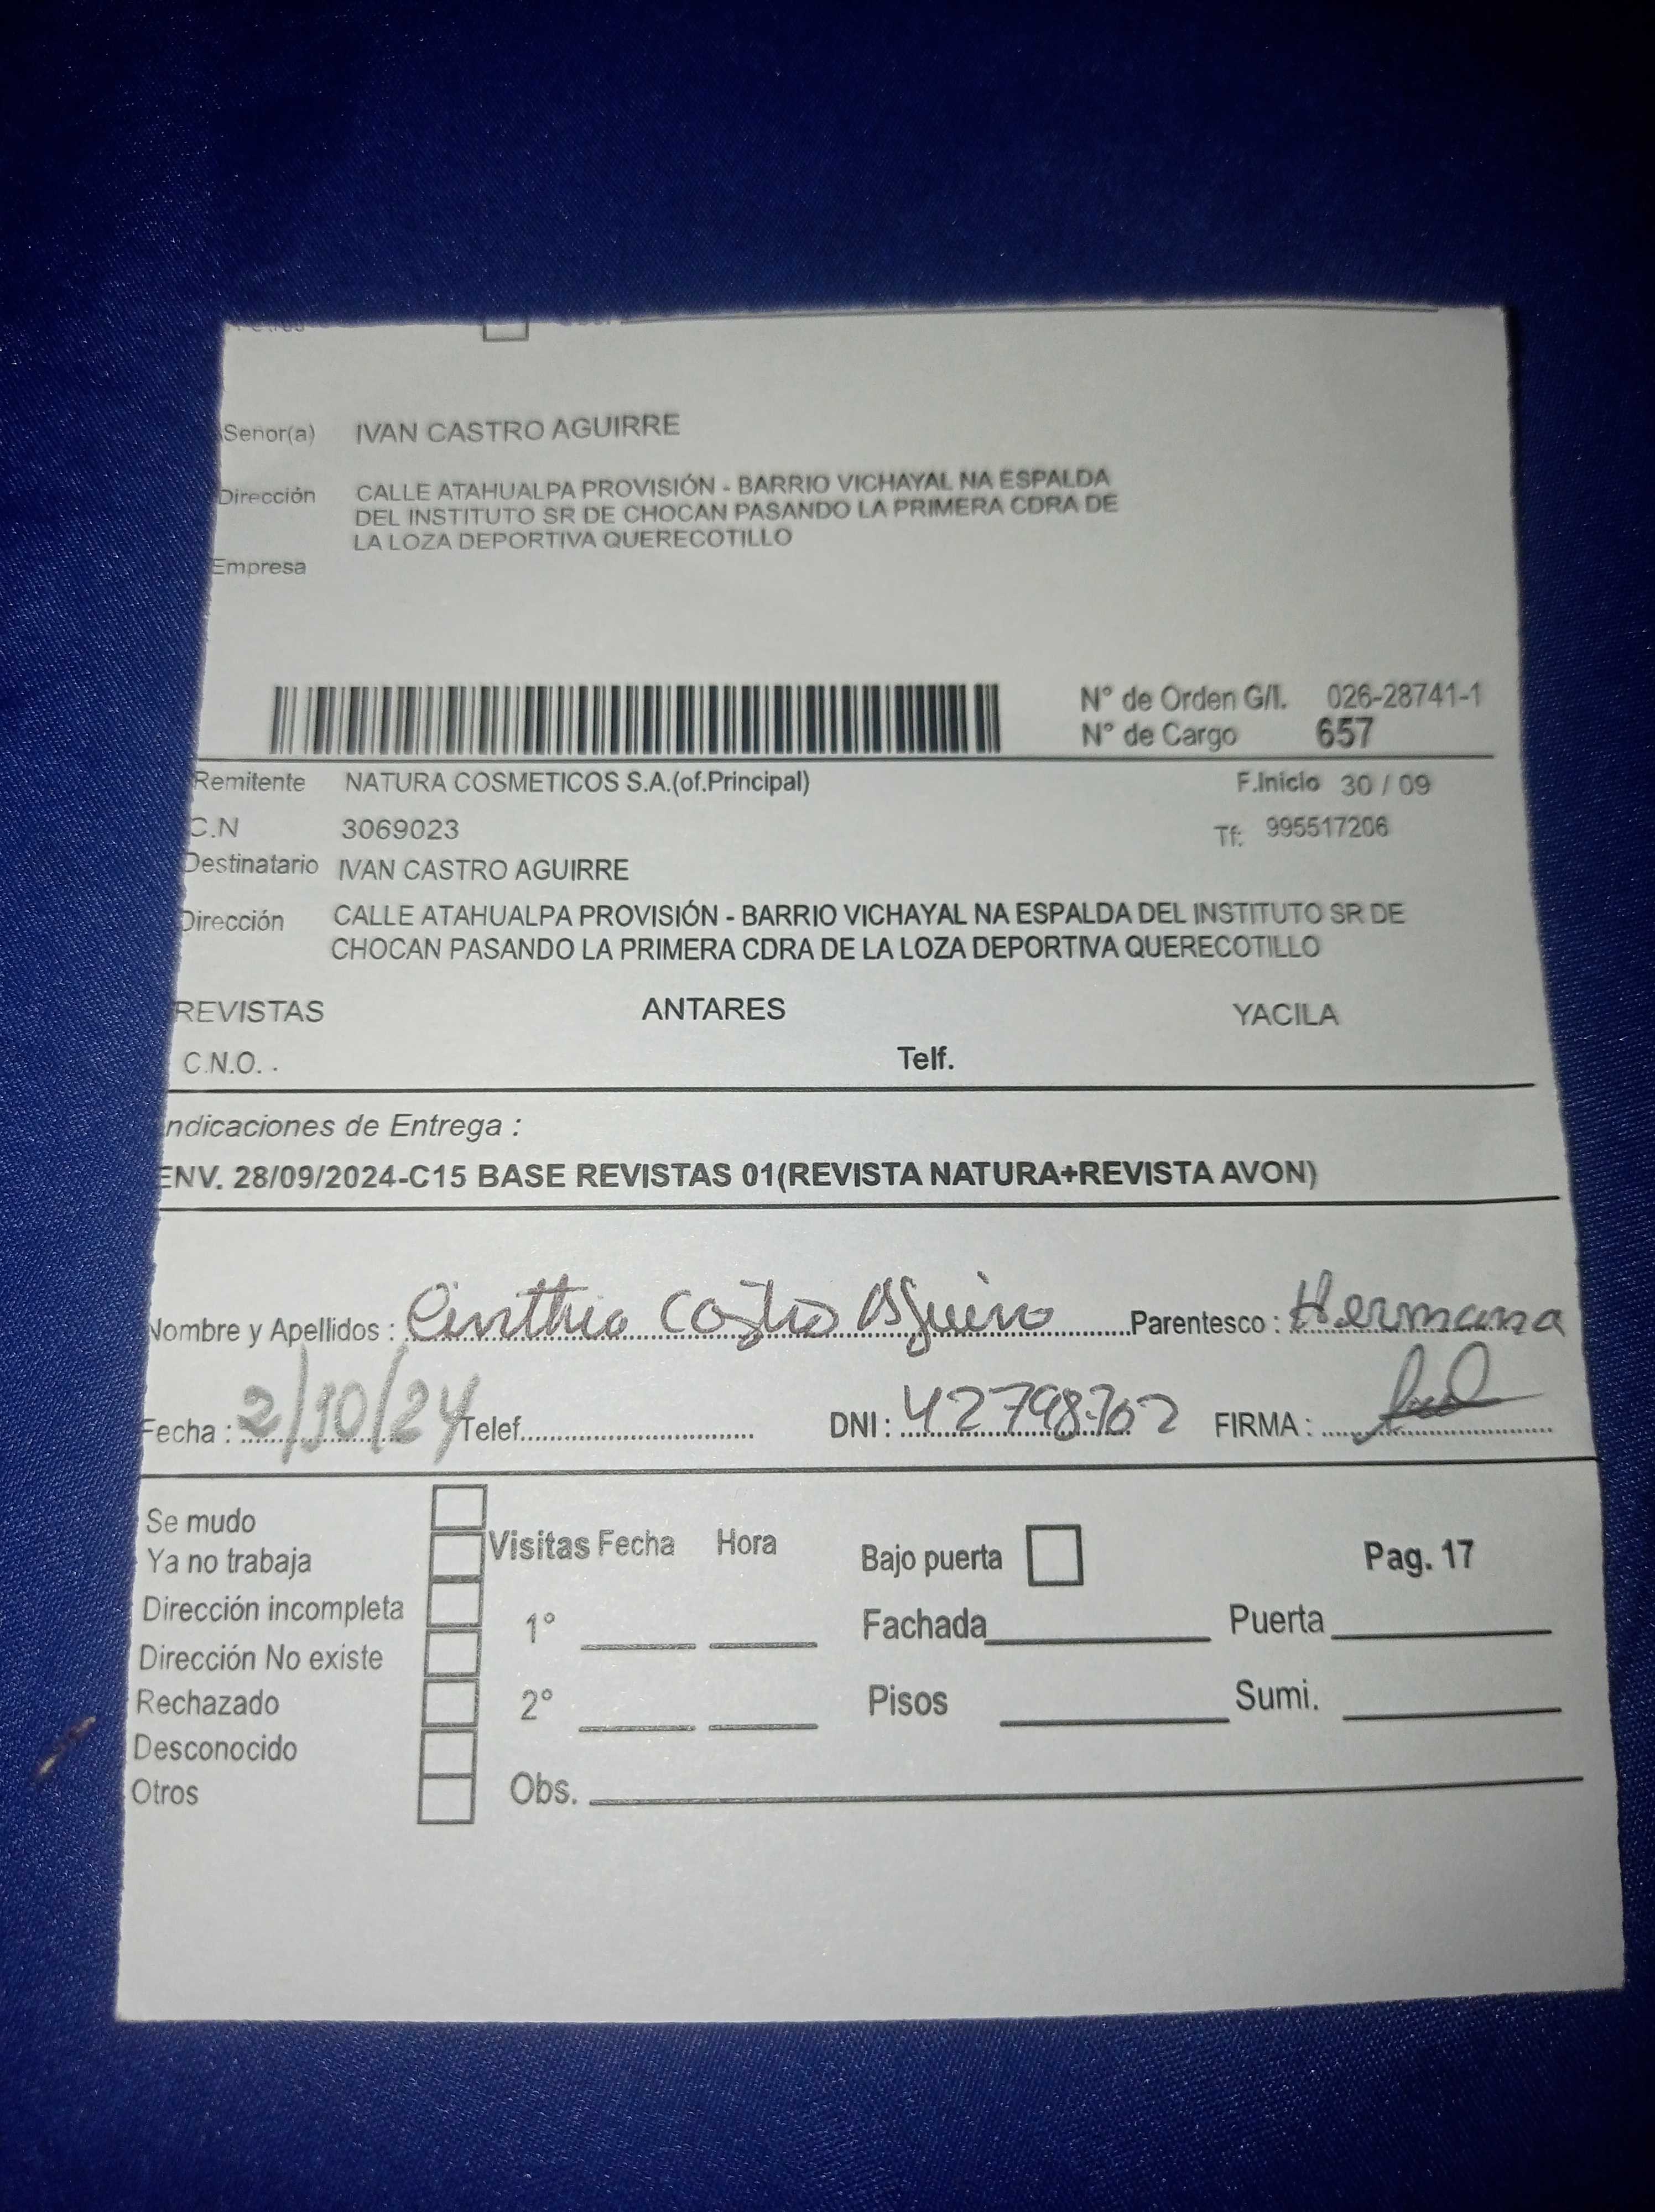 Señor(a) IVAN CASTRO AGUIRRE
Dirección CALLE ATAHUALPA PROVISIÓN - BARRIO VICHAYAL NA ESPALDA
DEL INSTITUTO SR DE CHOCAN PASANDO LA PRIMERA CDRA DE
LA LOZA DEPORTIVA QUERECOTILLO
Empresa
N° de Orden G/I. 026-28741-1
N° de Cargo 657
Remitente NATURA COSMETICOS S.A.(of.Principal) F.Inicio 30 / 09
C.N 3069023 Tf: 995517206
Destinatario IVAN CASTRO AGUIRRE
Dirección CALLE ATAHUALPA PROVISIÓN - BARRIO VICHAYAL NA ESPALDA DEL INSTITUTO SR DE
CHOCAN PASANDO LA PRIMERA CDRA DE LA LOZA DEPORTIVA QUERECOTILLO
REVISTAS ANTARES YACILA
C.N.O. . Telf.
ndicaciones de Entrega :
ENV. 28/09/2024-C15 BASE REVISTAS 01(REVISTA NATURA+REVISTA AVON)
Nombre y Apellidos : Cinthia Castro Parentesco : Hermana
Fecha : 2/10/24 Telef. DNI : 42798702 FIRMA :
Se mudo
Ya no trabaja Visitas Fecha Hora Bajo puerta Pag. 17
Dirección incompleta 1° Fachada Puerta
Dirección No existe
Rechazado 2° Pisos Sumi.
Desconocido
Otros Obs.